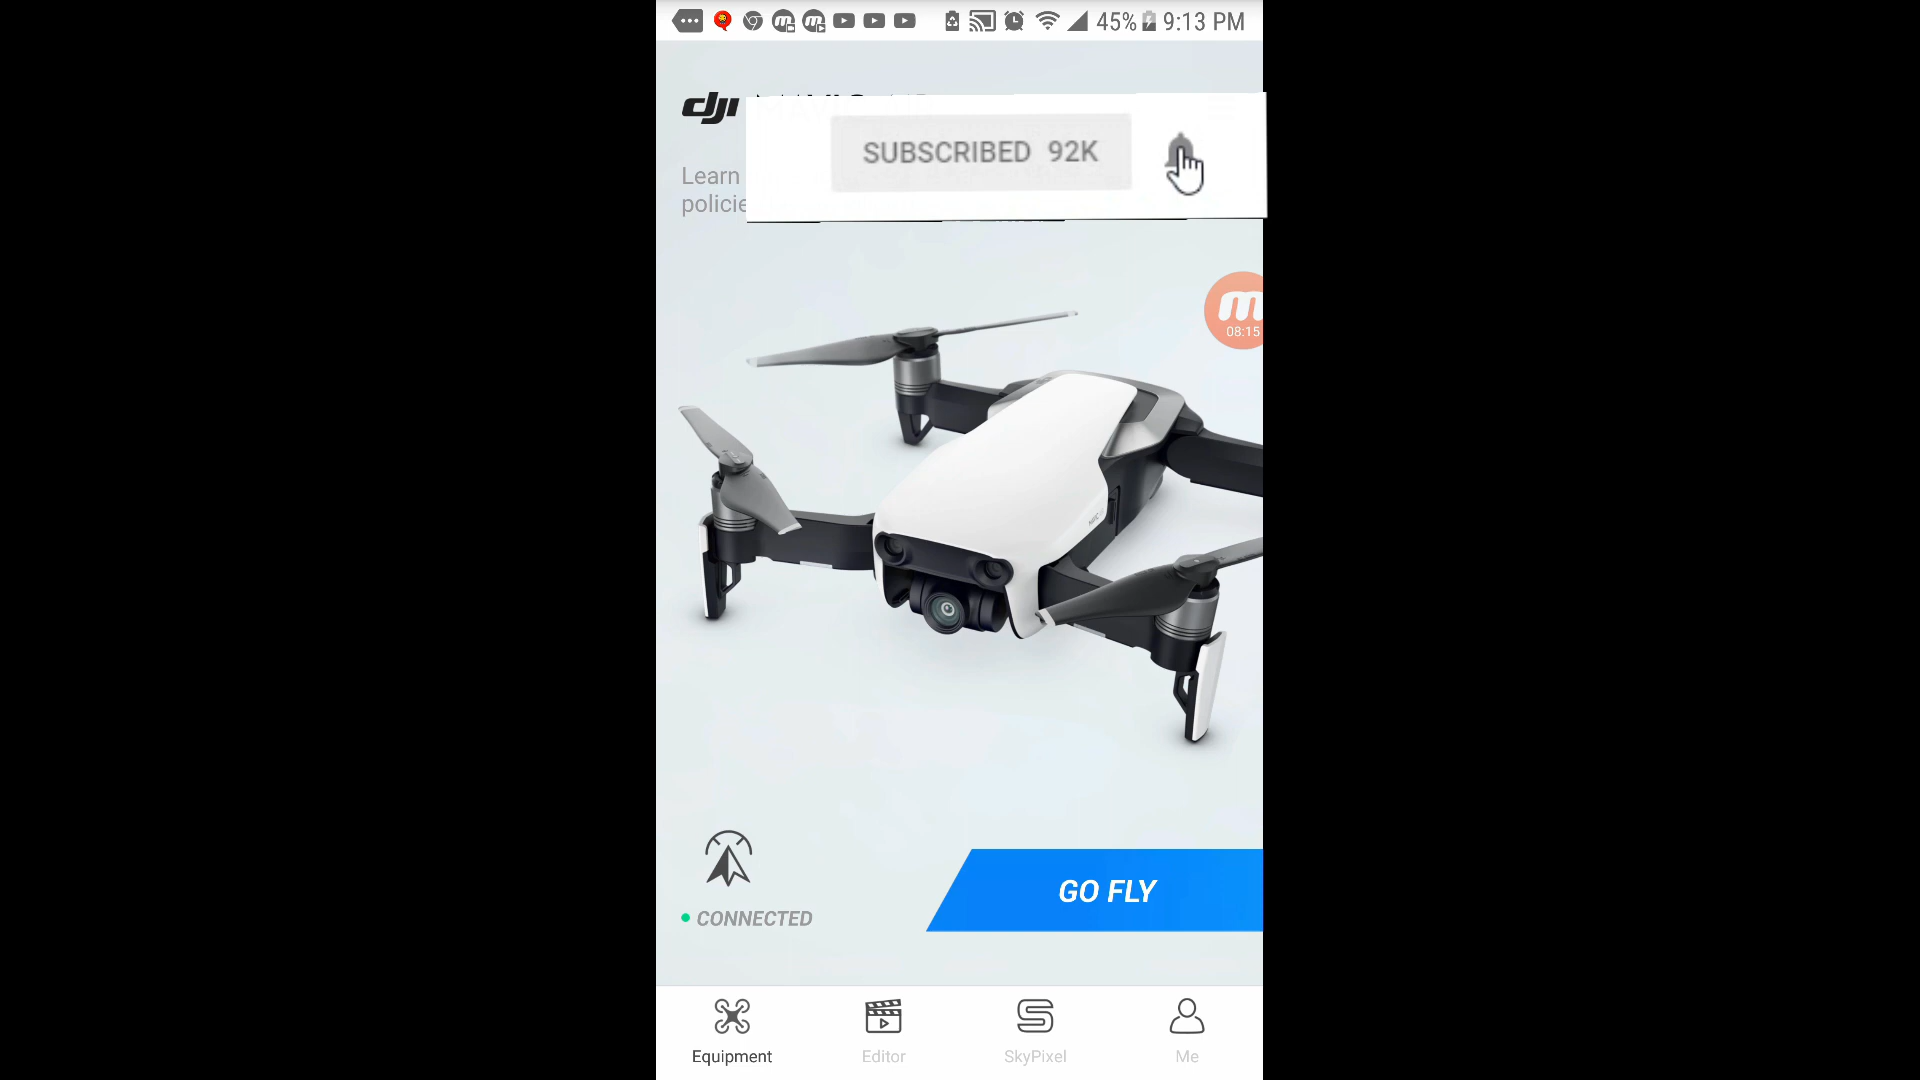 45% 9:13 PM
dji
SUBSCRIBED 92K
Learn
policie
m
08:15
GO FLY
CONNECTED
Equipment
Editor
SkyPixel
Me